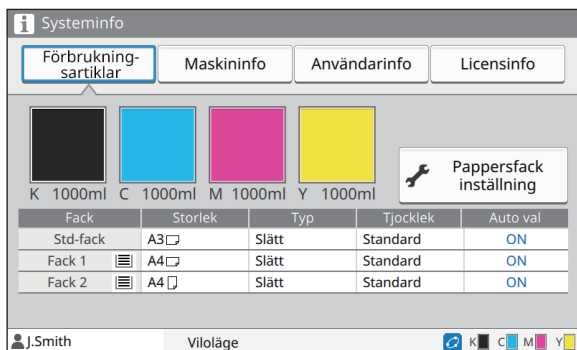 Systeminfo
Förbrukning-
sartiklar
Maskininfo
Användarinfo
Licensinfo
K 1000ml C 1000ml M 1000ml Y 1000ml
Pappersfack
inställning
Fack Storlek Typ Tjocklek Auto val
Std-fack A3 Slätt Standard ON
Fack 1 A4 Slätt Standard ON
Fack 2 A4 Slätt Standard ON
J.Smith Viloläge K C M Y